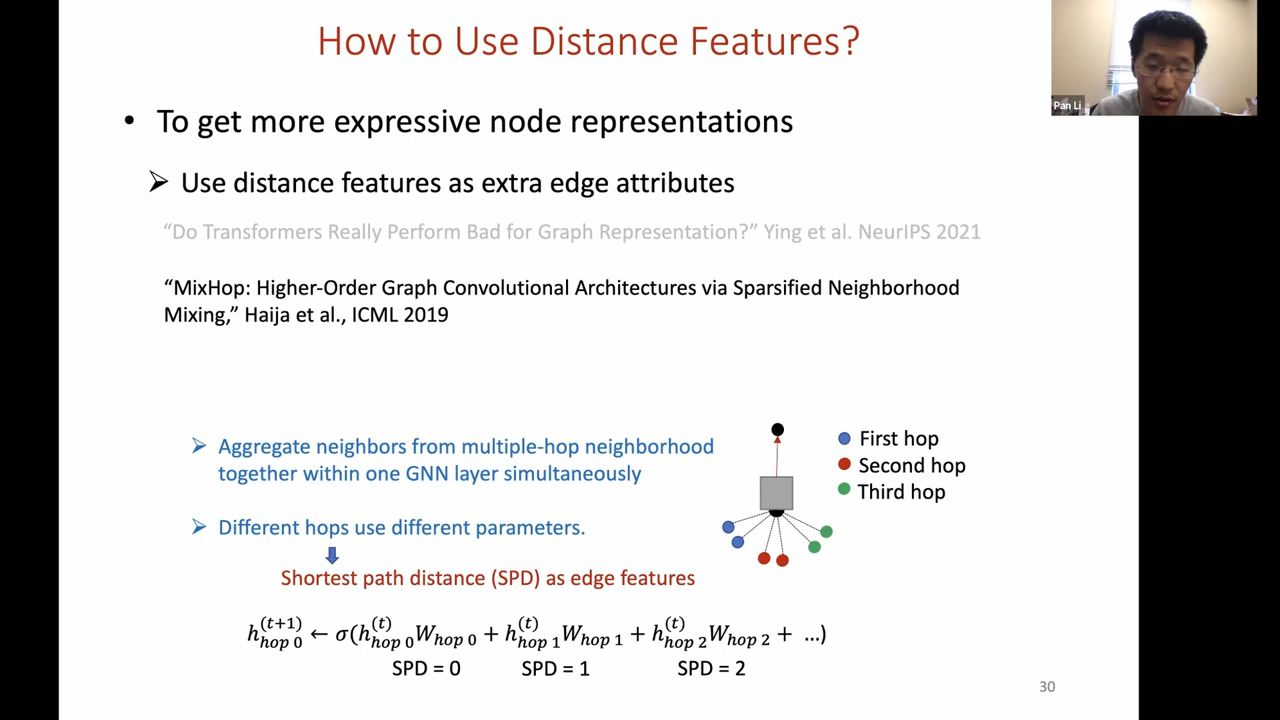 How to Use Distance Features?
Pan Li
• To get more expressive node representations
➢ Use distance features as extra edge attributes
“Do Transformers Really Perform Bad for Graph Representation?” Ying et al. NeurIPS 2021
“MixHop: Higher-Order Graph Convolutional Architectures via Sparsified Neighborhood
Mixing,” Haija et al., ICML 2019
➢ Aggregate neighbors from multiple-hop neighborhood
together within one GNN layer simultaneously
➢ Different hops use different parameters.
Shortest path distance (SPD) as edge features
First hop
Second hop
Third hop
h_{hop 0}^{(t+1)} ← σ(h_{hop 0}^{(t)} W_{hop 0} + h_{hop 1}^{(t)} W_{hop 1} + h_{hop 2}^{(t)} W_{hop 2} + …)
SPD = 0 SPD = 1 SPD = 2
30